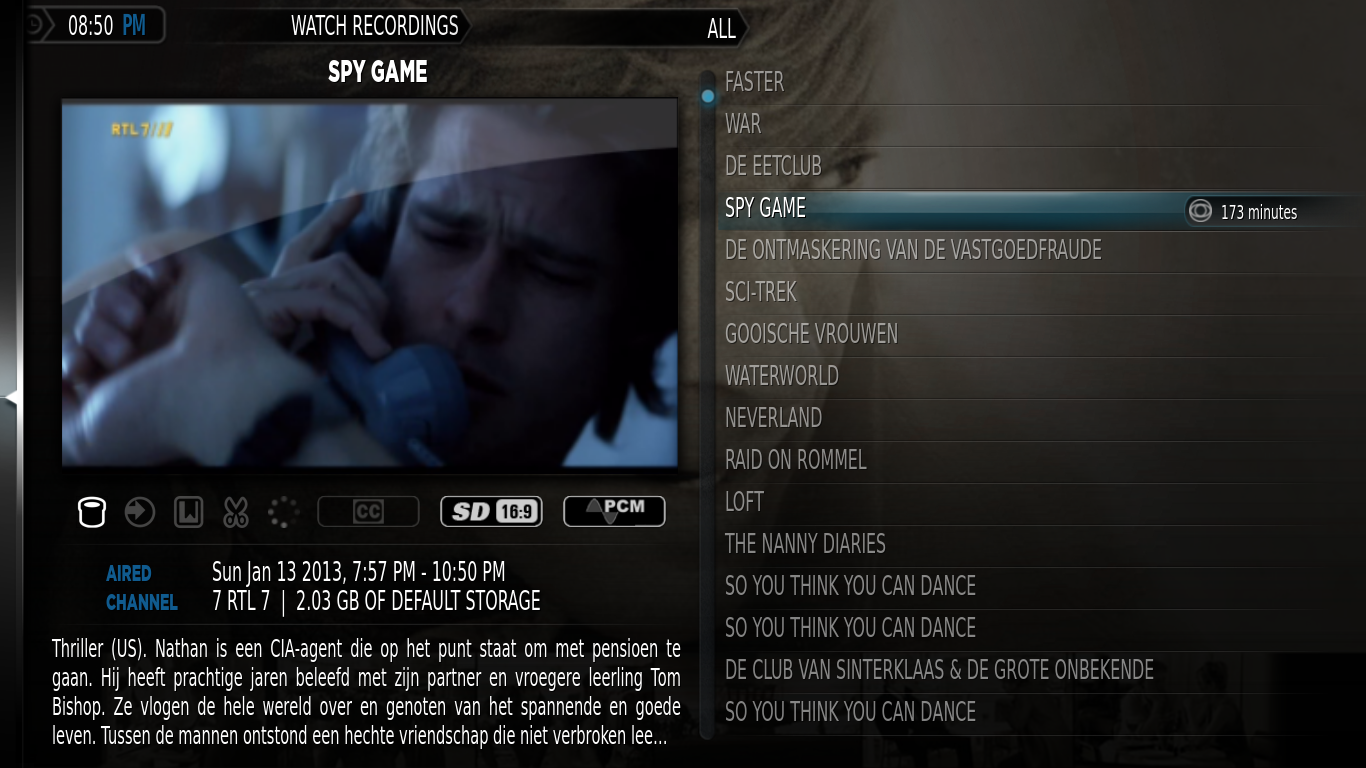 08:50 PM
WATCH RECORDINGS
ALL
SPY GAME
RTL 7
FASTER
WAR
DE EETCLUB
SPY GAME
173 minutes
DE ONTMASKERING VAN DE VASTGOEDFRAUDE
SCI-TREK
GOOISCHE VROUWEN
WATERWORLD
NEVERLAND
RAID ON ROMMEL
LOFT
THE NANNY DIARIES
SO YOU THINK YOU CAN DANCE
SO YOU THINK YOU CAN DANCE
DE CLUB VAN SINTERKLAAS & DE GROTE ONBEKENDE
SO YOU THINK YOU CAN DANCE
CC
SD 16:9
PCM
AIRED Sun Jan 13 2013, 7:57 PM - 10:50 PM
CHANNEL 7 RTL 7 | 2.03 GB OF DEFAULT STORAGE
Thriller (US). Nathan is een CIA-agent die op het punt staat om met pensioen te
gaan. Hij heeft prachtige jaren beleefd met zijn partner en vroegere leerling Tom
Bishop. Ze vlogen de hele wereld over en genoten van het spannende en goede
leven. Tussen de mannen ontstond een hechte vriendschap die niet verbroken lee...